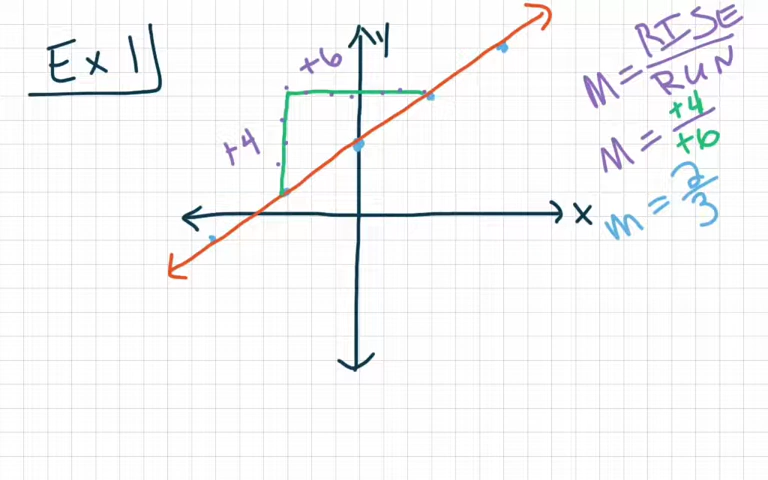 Ex 1
y
+6
+4
x
M = RISE/RUN
M = +4/+6
m = 2/3